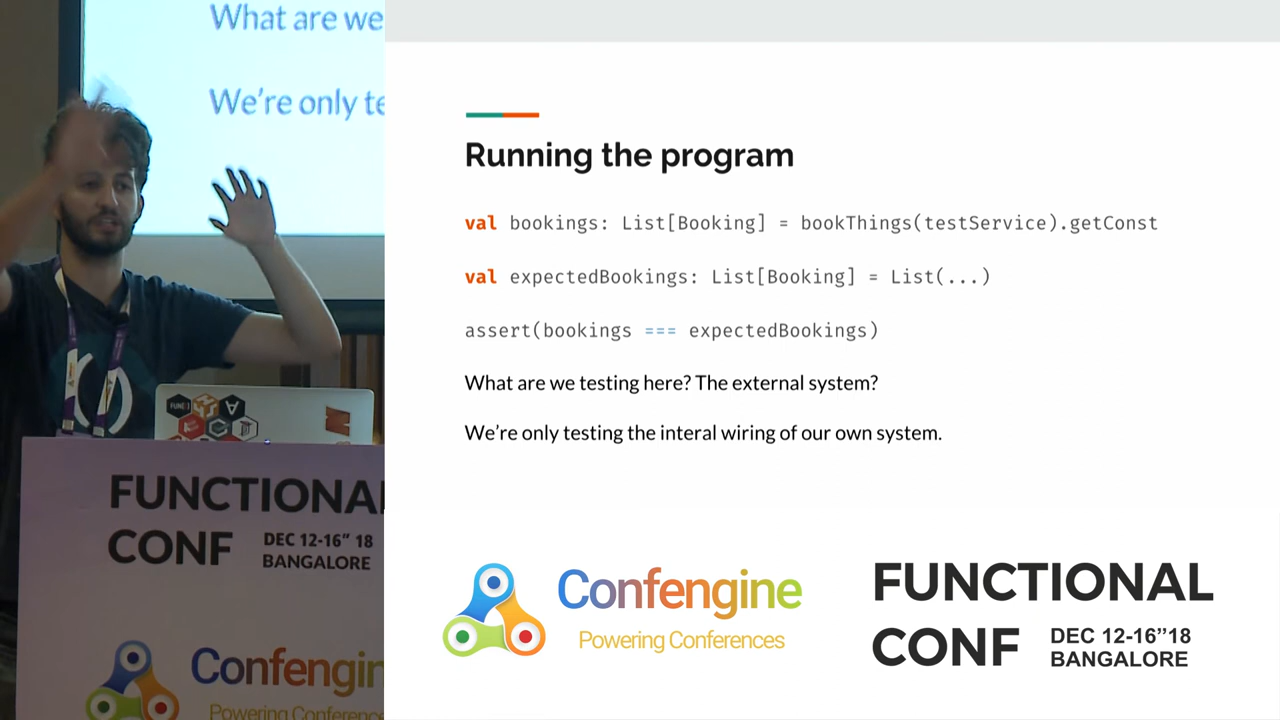 What are we
We're only te
Running the program
val bookings: List[Booking] = bookThings(testService).getConst
val expectedBookings: List[Booking] = List(...)
assert(bookings === expectedBookings)
What are we testing here? The external system?
We're only testing the interal wiring of our own system.
FUNCTIONAL
CONF
DEC 12-16” 18
BANGALORE
Confengine
Powering Conferences
FUNCTIONAL
CONF
DEC 12-16”18
BANGALORE
Confengin
Powering Conference